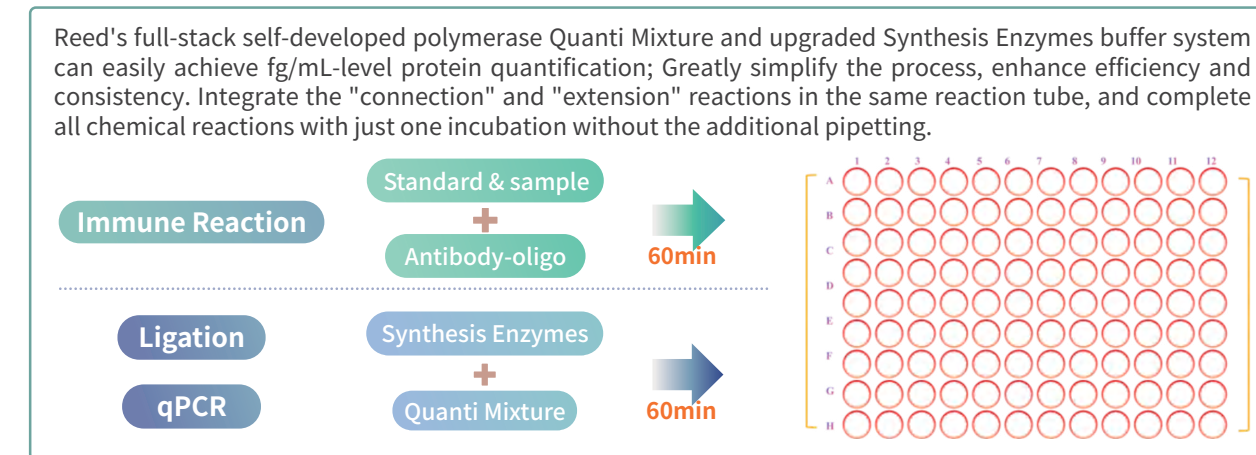 Reed's full-stack self-developed polymerase Quanti Mixture and upgraded Synthesis Enzymes buffer system
can easily achieve fg/mL-level protein quantification; Greatly simplify the process, enhance efficiency and
consistency. Integrate the "connection" and "extension" reactions in the same reaction tube, and complete
all chemical reactions with just one incubation without the additional pipetting.
Immune Reaction
Standard & sample
+
Antibody-oligo
60min
Ligation
qPCR
Synthesis Enzymes
+
Quanti Mixture
60min
1 2 3 4 5 6 7 8 9 10 11 12
A
B
C
D
E
F
G
H